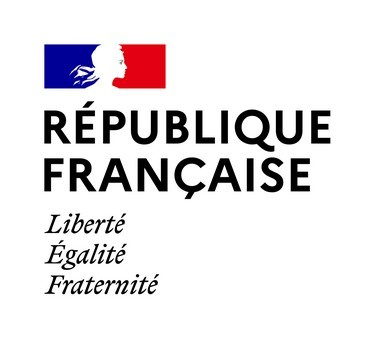 RÉPUBLIQUE
FRANÇAISE
Liberté
Égalité
Fraternité